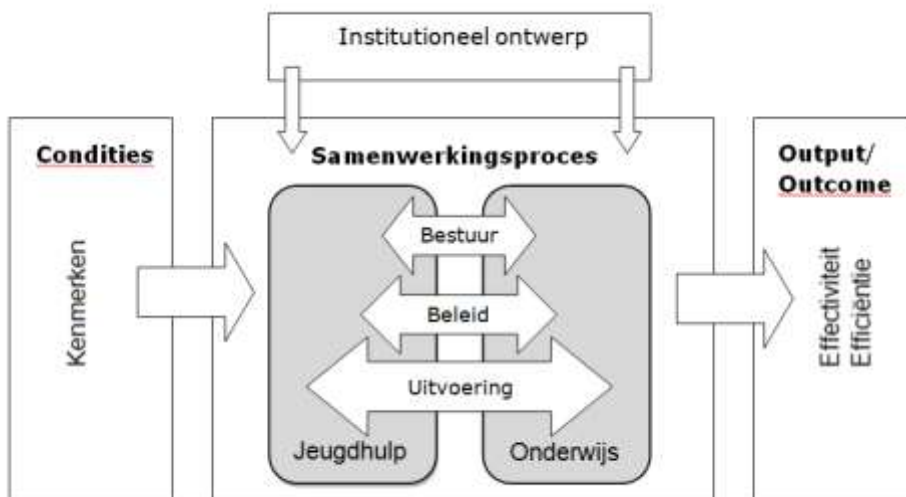 Institutioneel ontwerp
Condities
Kenmerken
Samenwerkingsproces
Bestuur
Beleid
Uitvoering
Jeugdhulp
Onderwijs
Output/
Outcome
Effectiviteit
Efficiëntie